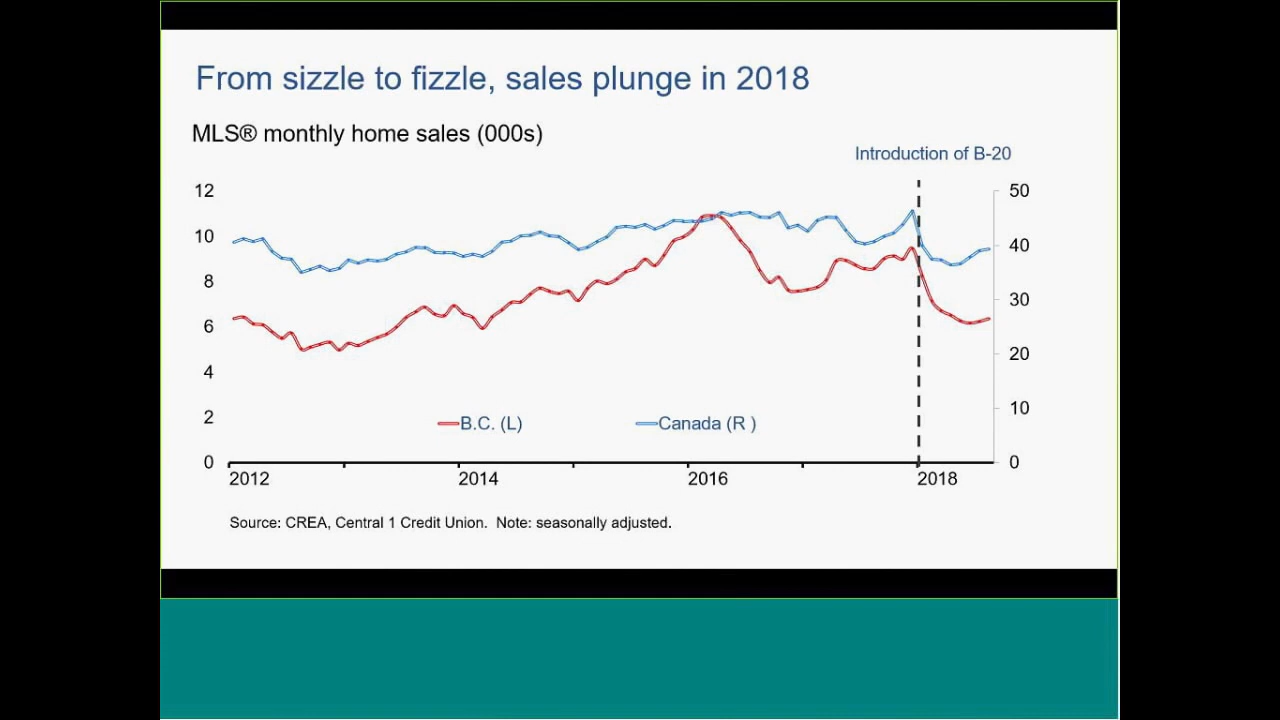 From sizzle to fizzle, sales plunge in 2018
MLS® monthly home sales (000s)
Introduction of B-20
12
10
8
6
4
2
0
50
40
30
20
10
0
B.C. (L)
Canada (R )
2012
2014
2016
2018
Source: CREA, Central 1 Credit Union.  Note: seasonally adjusted.